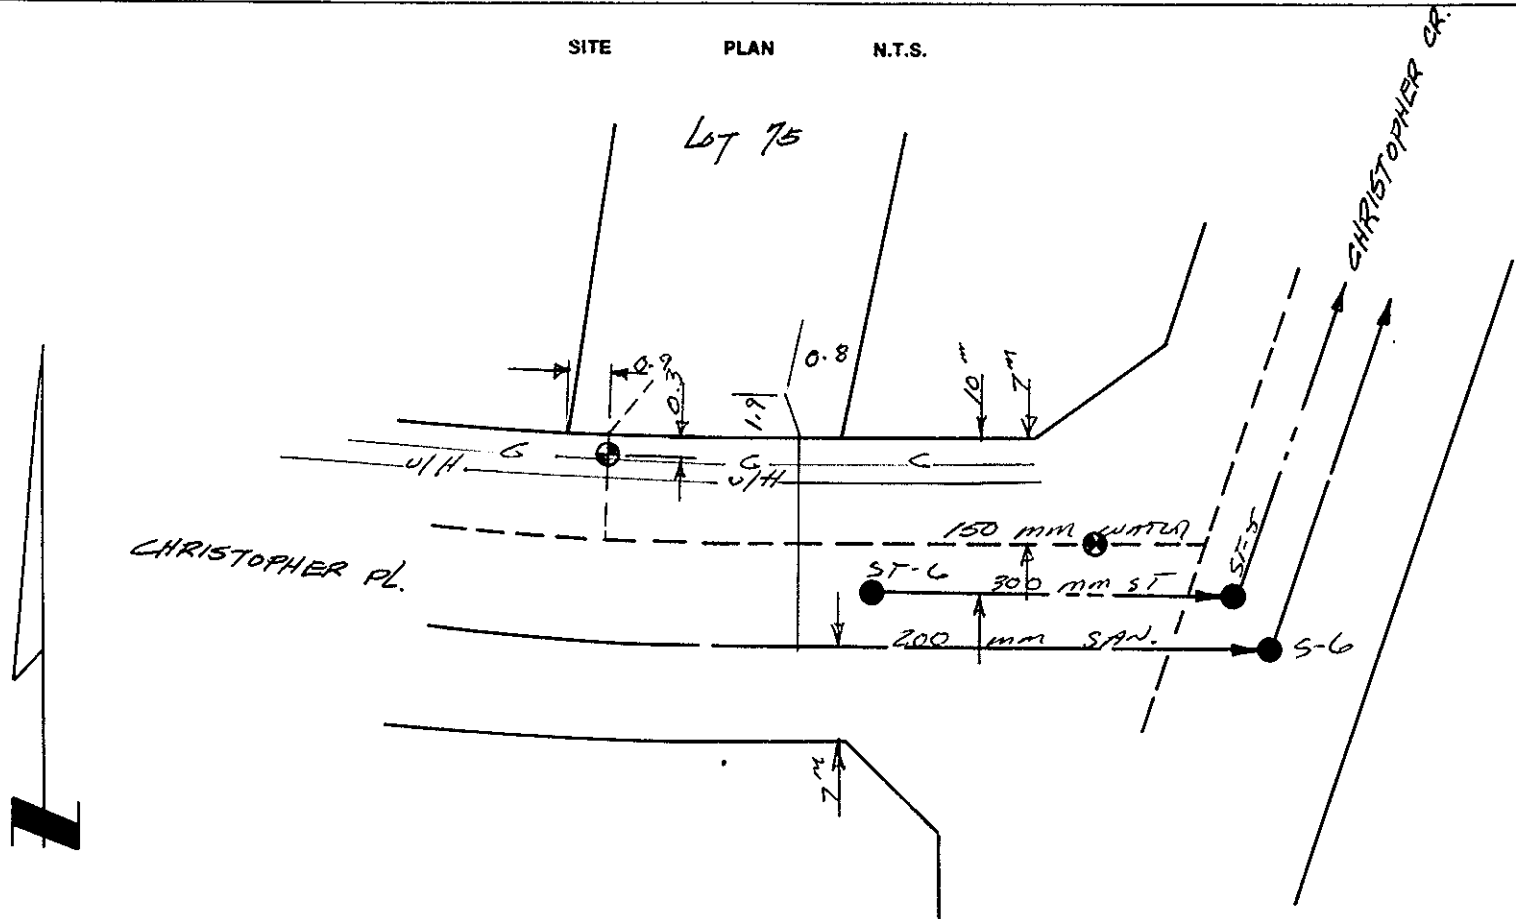 SITE PLAN N.T.S.
CHRISTOPHER CR.
LOT 75
0.8
0.9
0.3
1.9
10 m
7 m
G G
U/H U/H
150 mm WATER
CHRISTOPHER PL.
ST-6 300 mm ST ST-5
200 mm SAN. S-6
7 m